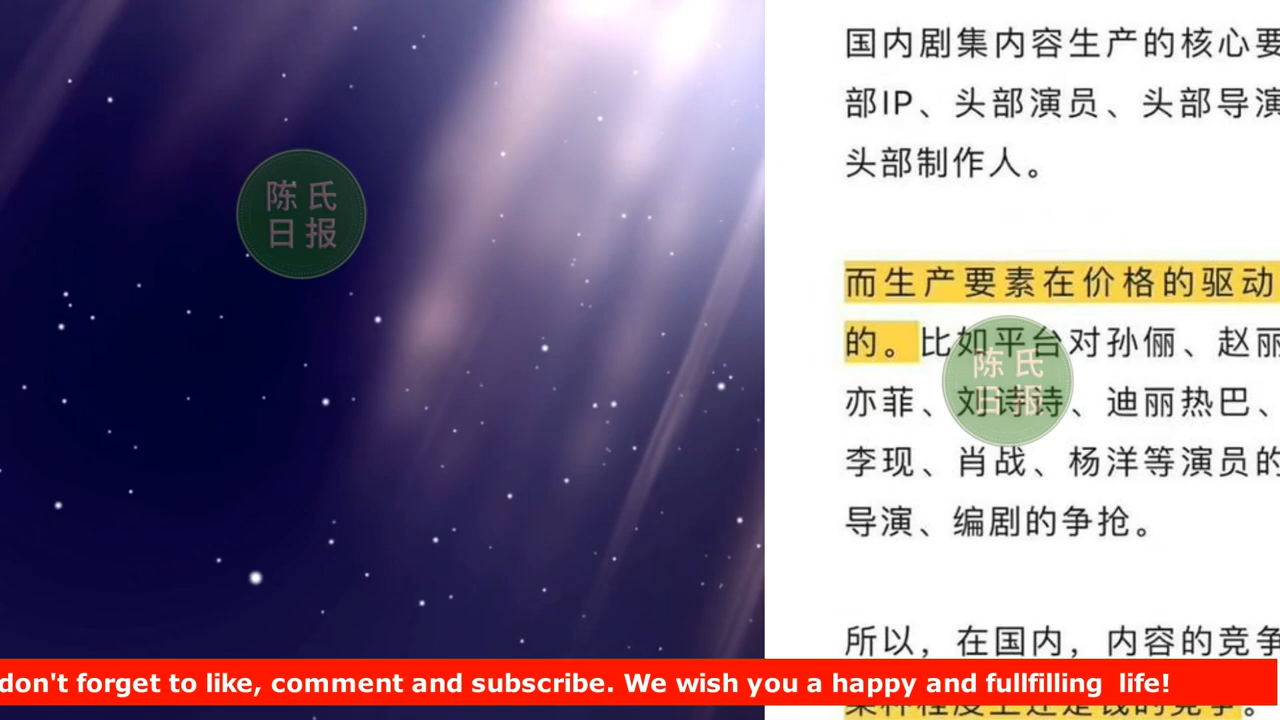 陈氏
日报
国内剧集内容生产的核心要
部IP、头部演员、头部导演
头部制作人。
而生产要素在价格的驱动
的。比如平台对孙俪、赵丽
亦菲、刘诗诗、迪丽热巴、
李现、肖战、杨洋等演员的
导演、编剧的争抢。
陈氏
日报
所以，在国内，内容的竞争
don't forget to like, comment and subscribe. We wish you a happy and fullfilling  life!